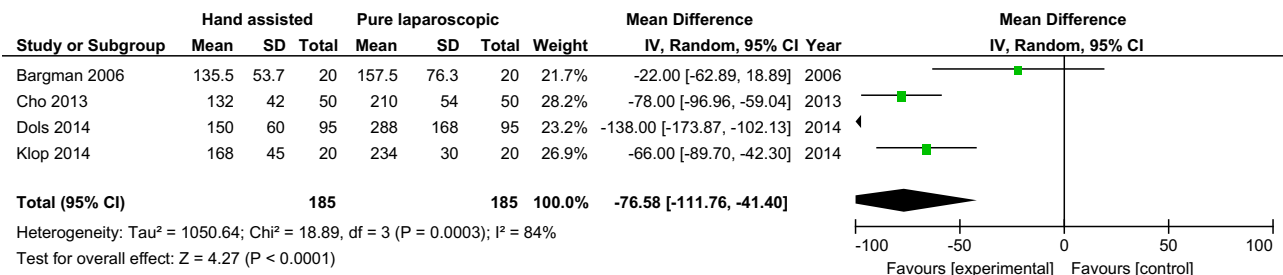 Hand assisted Pure laparoscopic Mean Difference Mean Difference
Study or Subgroup Mean SD Total Mean SD Total Weight IV, Random, 95% CI Year IV, Random, 95% CI
Bargman 2006 135.5 53.7 20 157.5 76.3 20 21.7% -22.00 [-62.89, 18.89] 2006
Cho 2013 132 42 50 210 54 50 28.2% -78.00 [-96.96, -59.04] 2013
Dols 2014 150 60 95 288 168 95 23.2% -138.00 [-173.87, -102.13] 2014
Klop 2014 168 45 20 234 30 20 26.9% -66.00 [-89.70, -42.30] 2014
Total (95% CI) 185 185 100.0% -76.58 [-111.76, -41.40]
Heterogeneity: Tau² = 1050.64; Chi² = 18.89, df = 3 (P = 0.0003); I² = 84%
Test for overall effect: Z = 4.27 (P < 0.0001)
-100 -50 0 50 100
Favours [experimental] Favours [control]